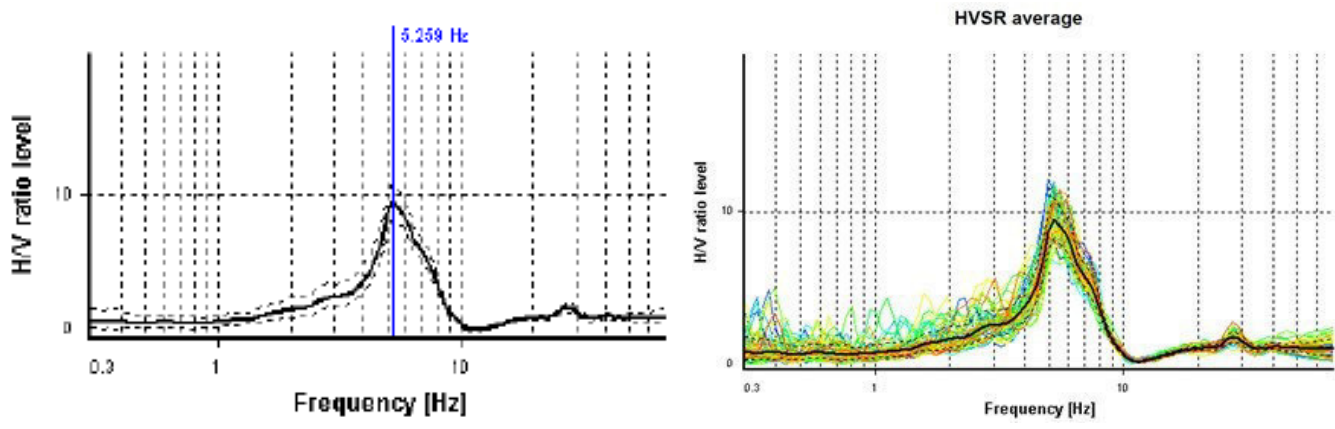 5.259 Hz
H/V ratio level
10
0
0.3
1
10
Frequency [Hz]
HVSR average
H/V ratio level
10
0
0.3
1
10
Frequency [Hz]